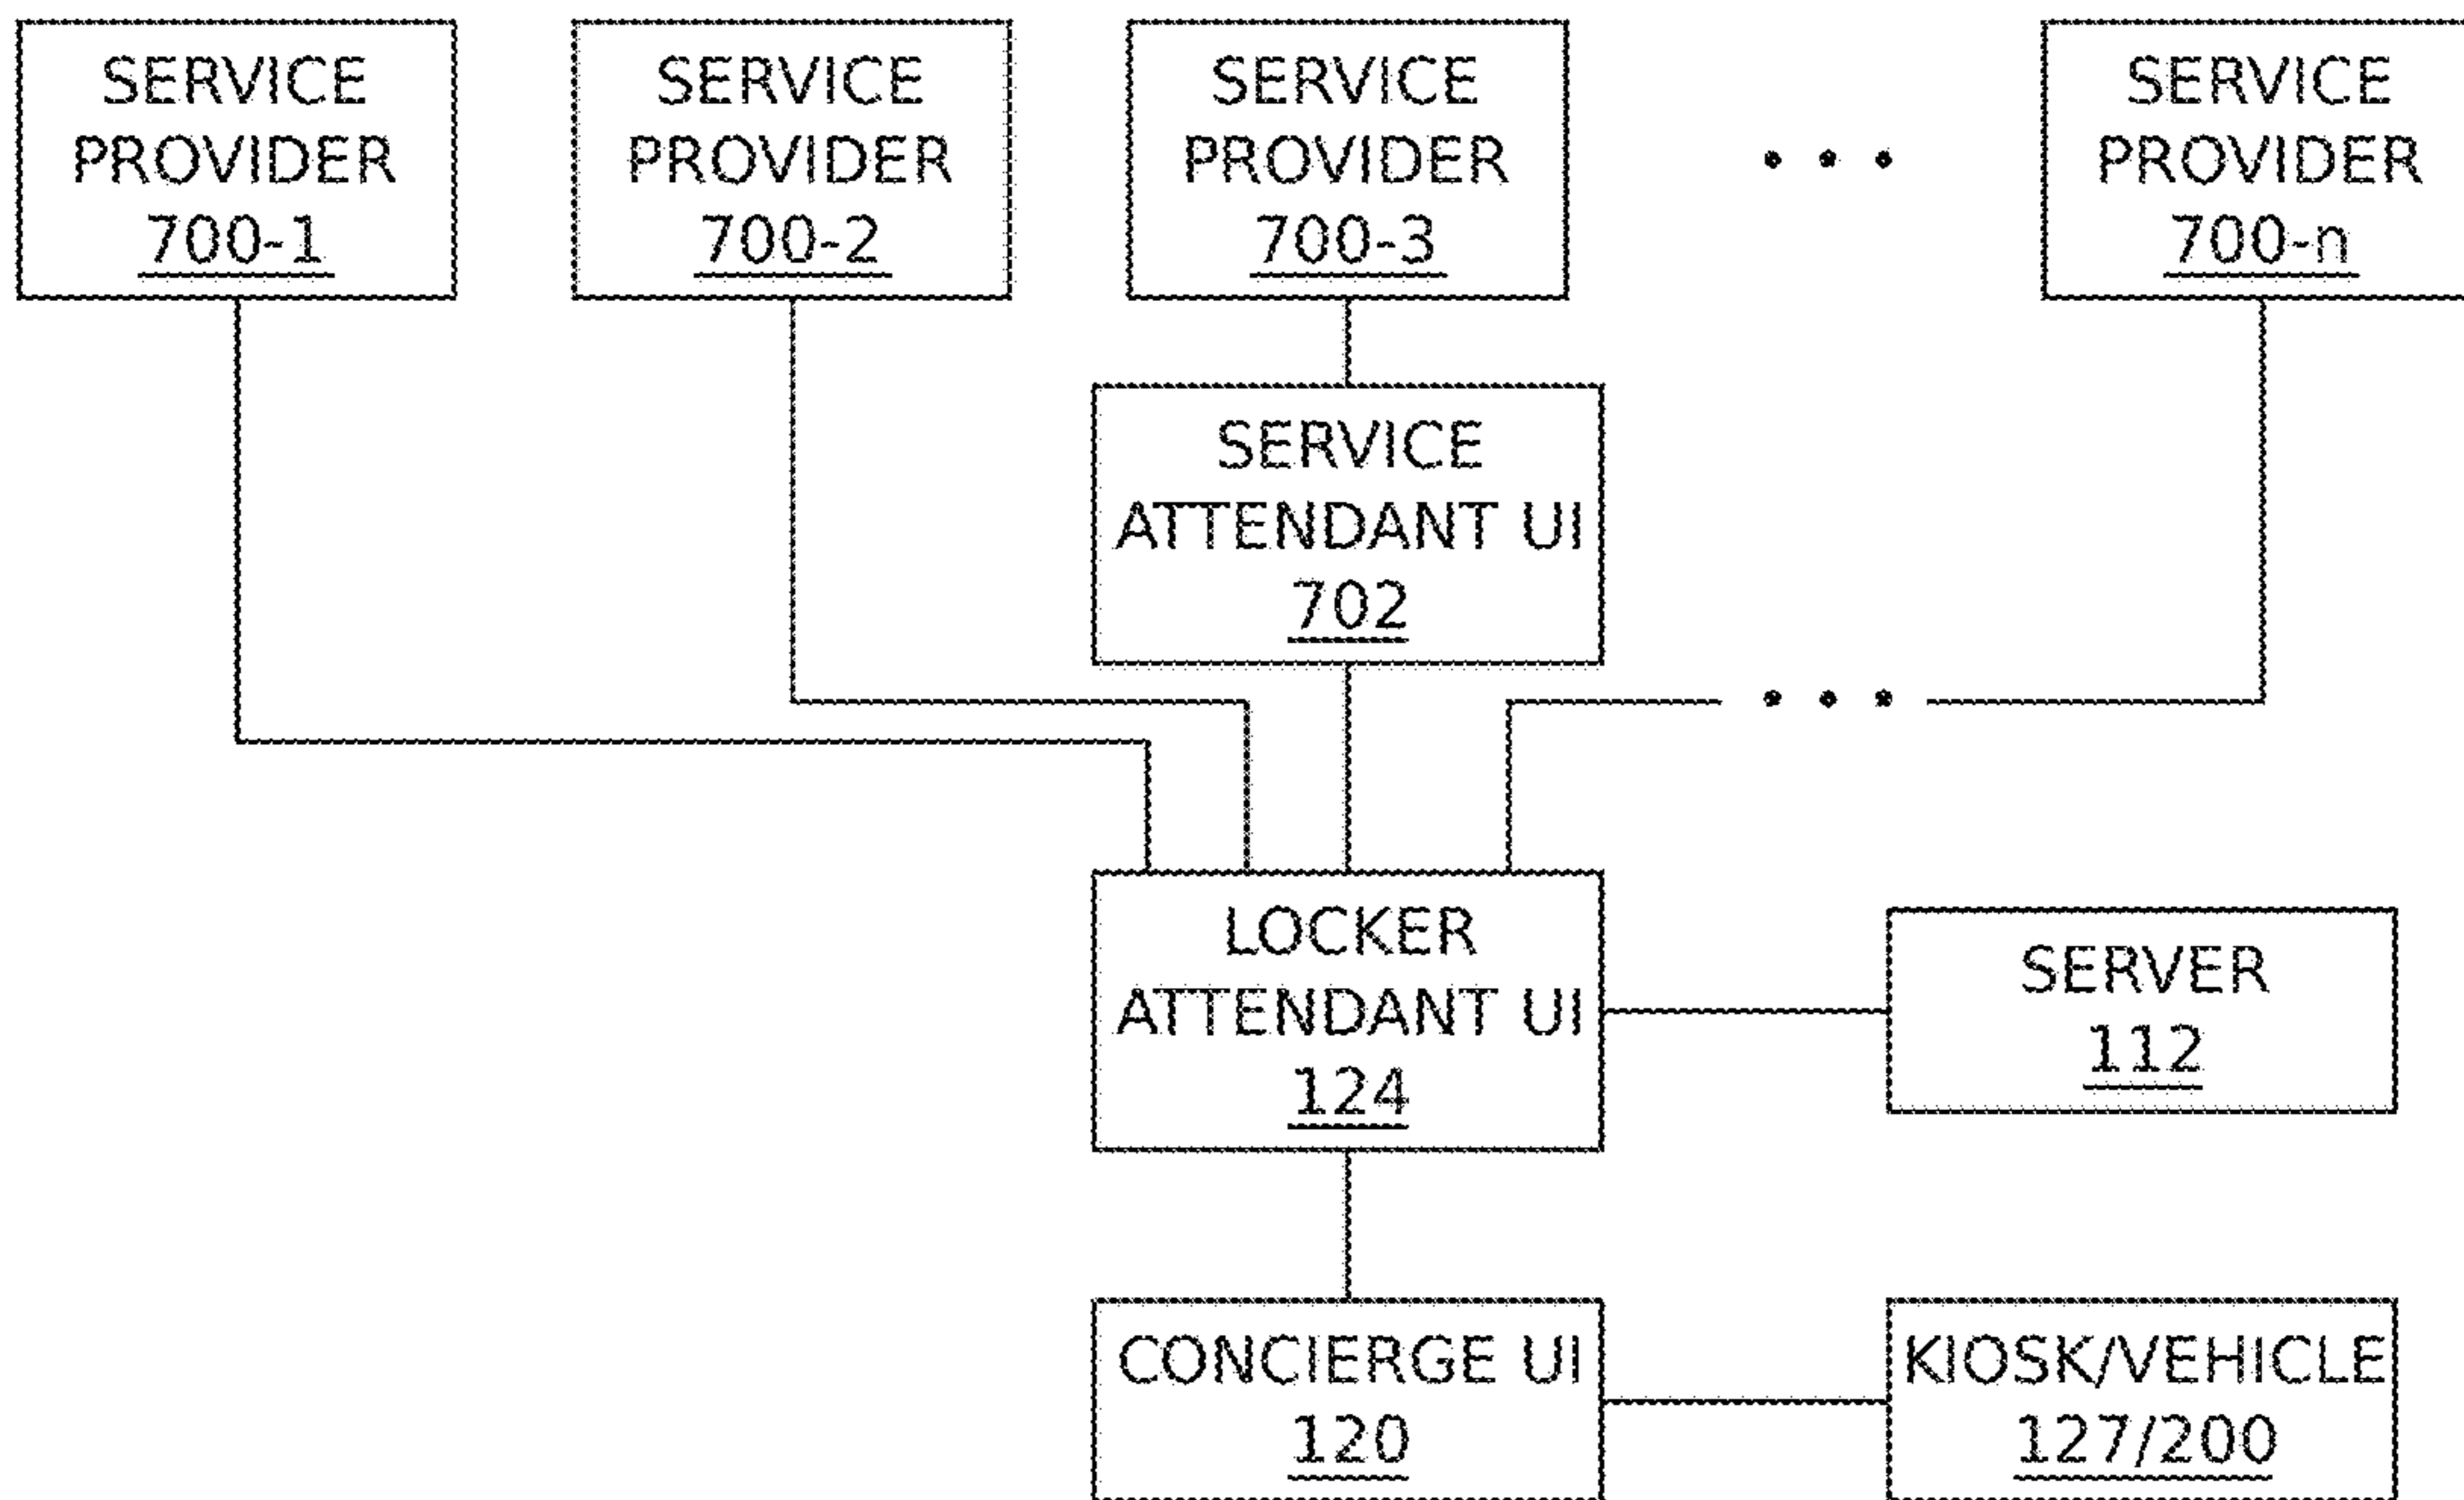 SERVICE
PROVIDER
700-1
SERVICE
PROVIDER
700-2
SERVICE
PROVIDER
700-3
• • •
SERVICE
PROVIDER
700-n
SERVICE
ATTENDANT UI
702
• • •
LOCKER
ATTENDANT UI
124
SERVER
112
CONCIERGE UI
120
KIOSK/VEHICLE
127/200